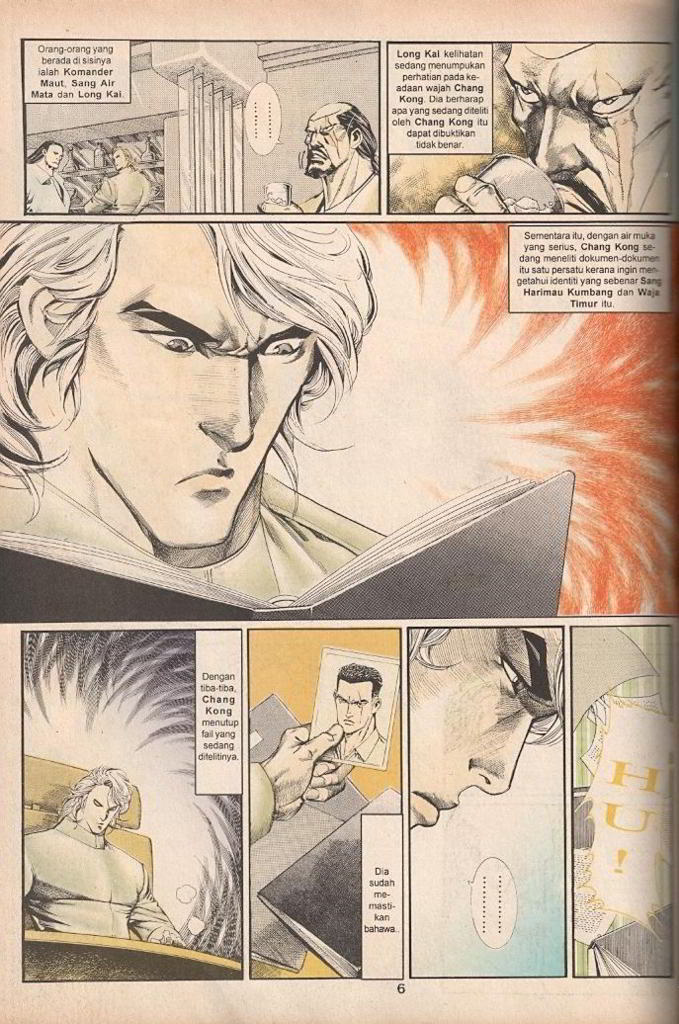 Orang-orang yang
berada di sisinya
ialah Komander
Maut, Sang Air
Mata dan Long Kai.
Long Kai kelihatan
sedang menumpukan
perhatian pada ke-
adaan wajah Chang
Kong. Dia berharap
apa yang sedang diteliti
oleh Chang Kong itu
dapat dibuktikan
tidak benar.
Sementara itu, dengan air muka
yang serius, Chang Kong se-
dang meneliti dokumen-dokumen
itu satu persatu kerana ingin men-
getahui identiti yang sebenar Sang
Harimau Kumbang dan Waja
Timur itu.
Dengan
tiba-tiba,
Chang
Kong
menutup
fail yang
sedang
ditelitinya.
Dia
sudah
me-
masti-
kan
bahawa..
H
U
!
6